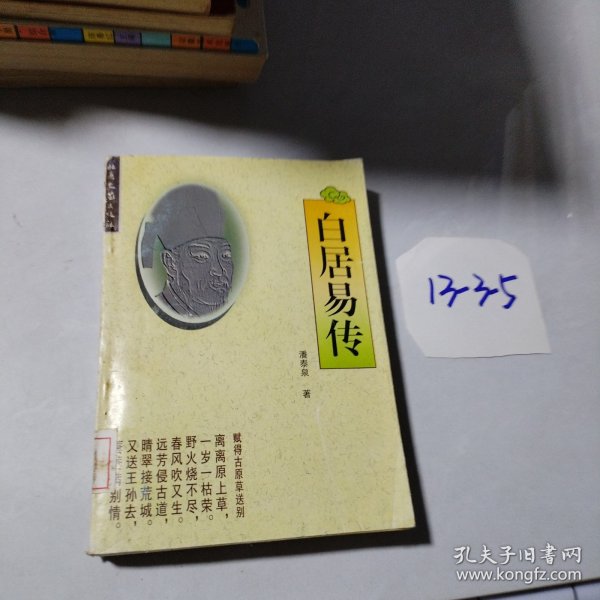 白居易传
潘泰泉 著
赋得古原草送别
离离原上草，
一岁一枯荣。
野火烧不尽，
春风吹又生。
远芳侵古道，
晴翠接荒城。
又送王孙去，
别情。
13-3-5
孔夫子旧书网
www.kongfz.com